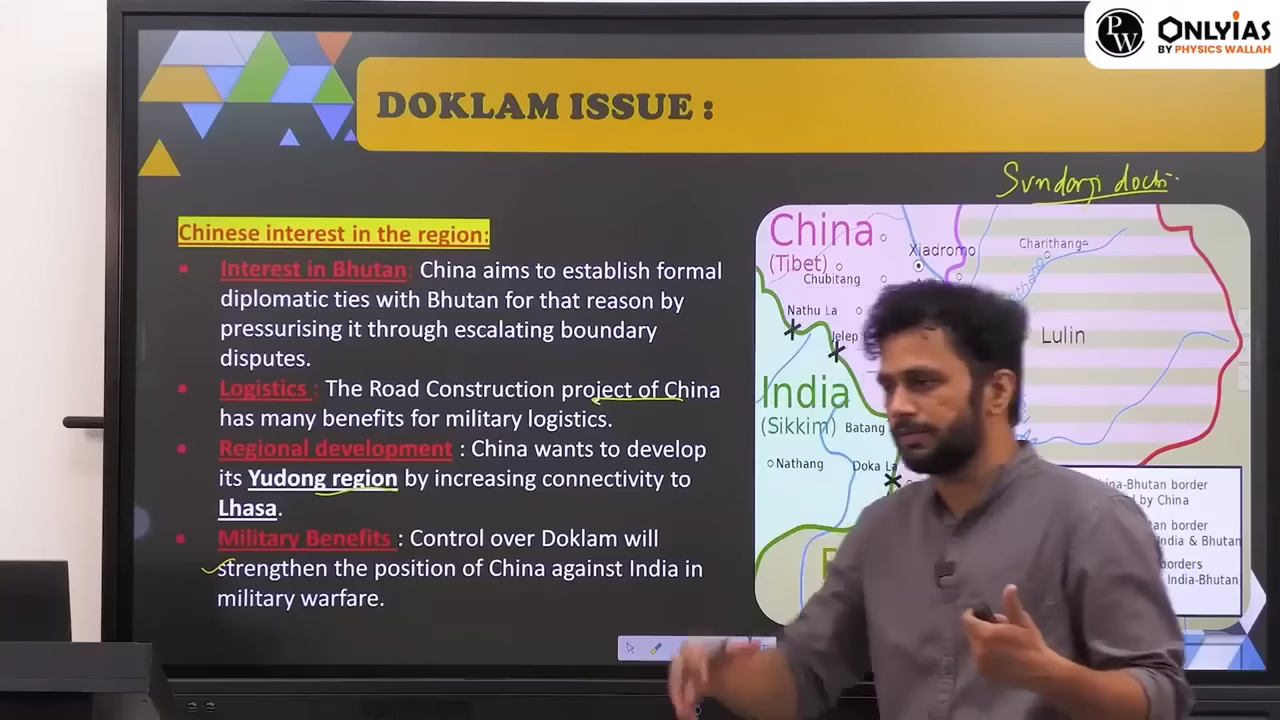 PW
ONLYIAS
BY PHYSICS WALLAH
DOKLAM ISSUE :
Sundarji doctr
Chinese interest in the region:
Interest in Bhutan: China aims to establish formal
diplomatic ties with Bhutan for that reason by
pressurising it through escalating boundary
disputes.
Logistics : The Road Construction project of China
has many benefits for military logistics.
Regional development : China wants to develop
its Yudong region by increasing connectivity to
Lhasa.
Military Benefits : Control over Doklam will
strengthen the position of China against India in
military warfare.
China
(Tibet)
Xiadromo
Charithange
Chubitang
Nathu La
Jelep
Lulin
India
(Sikkim)
Batang
Nathang
Doka La
ina-Bhutan border
d by China
an border
India & Bhutan
orders
India-Bhutan